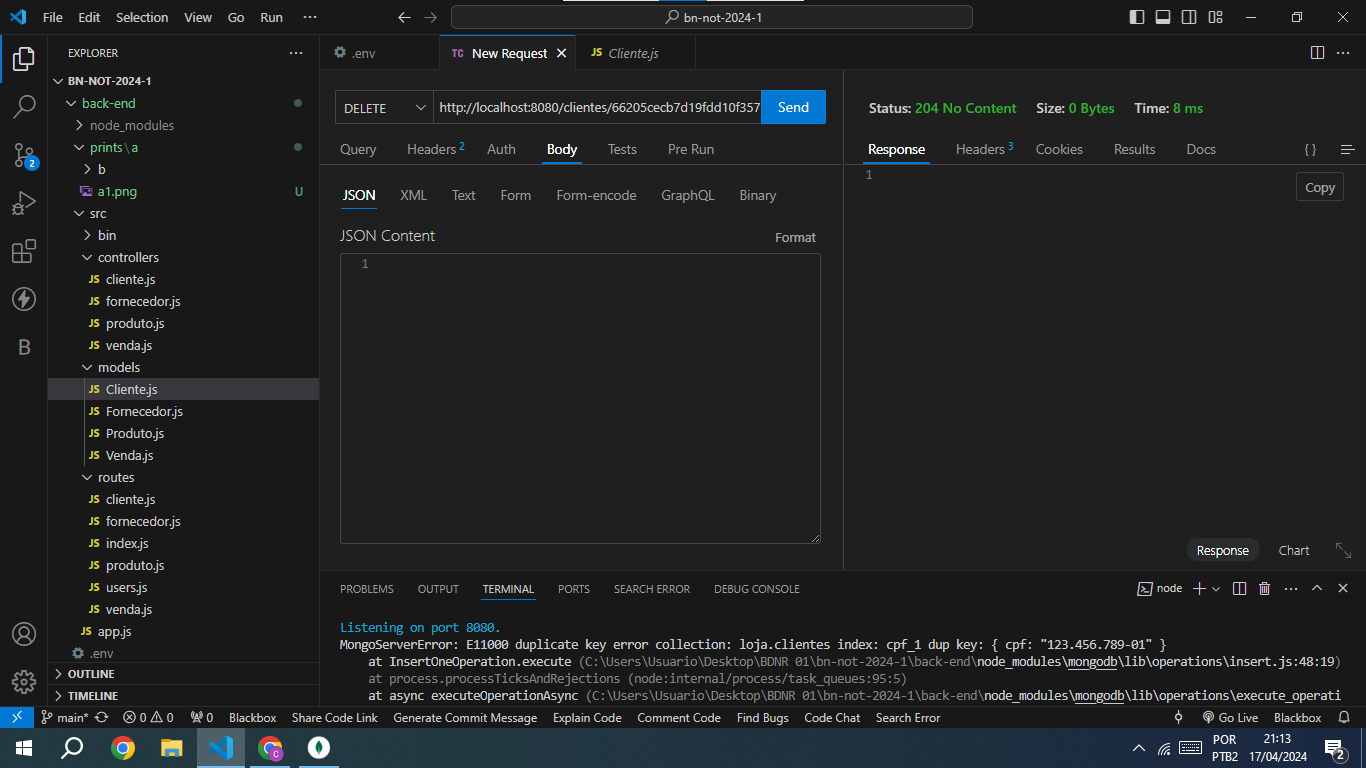 File Edit Selection View Go Run ··· bn-not-2024-1
EXPLORER ···
BN-NOT-2024-1
back-end
node_modules
prints \ a
b
a1.png U
src
bin
controllers
JS cliente.js
JS fornecedor.js
JS produto.js
JS venda.js
models
JS Cliente.js
JS Fornecedor.js
JS Produto.js
JS Venda.js
routes
JS cliente.js
JS fornecedor.js
JS index.js
JS produto.js
JS users.js
JS venda.js
JS app.js
.env
OUTLINE
TIMELINE
2
B
.env TC New Request JS Cliente.js ···
DELETE http://localhost:8080/clientes/66205cecb7d19fdd10f357 Send
Query Headers 2 Auth Body Tests Pre Run
JSON XML Text Form Form-encode GraphQL Binary
JSON Content Format
1
Status: 204 No Content Size: 0 Bytes Time: 8 ms
Response Headers 3 Cookies Results Docs { }
1
Copy
Response Chart
PROBLEMS OUTPUT TERMINAL PORTS SEARCH ERROR DEBUG CONSOLE node ···
Listening on port 8080.
MongoServerError: E11000 duplicate key error collection: loja.clientes index: cpf_1 dup key: { cpf: "123.456.789-01" }
at InsertOneOperation.execute (C:\Users\Usuario\Desktop\BDNR 01\bn-not-2024-1\back-end\node_modules\mongodb\lib\operations\insert.js:48:19)
at process.processTicksAndRejections (node:internal/process/task_queues:95:5)
at async executeOperationAsync (C:\Users\Usuario\Desktop\BDNR 01\bn-not-2024-1\back-end\node_modules\mongodb\lib\operations\execute_operati
main* 0 0 0 Blackbox Share Code Link Generate Commit Message Explain Code Comment Code Find Bugs Code Chat Search Error Go Live Blackbox
C POR 21:13
PTB2 17/04/2024 2